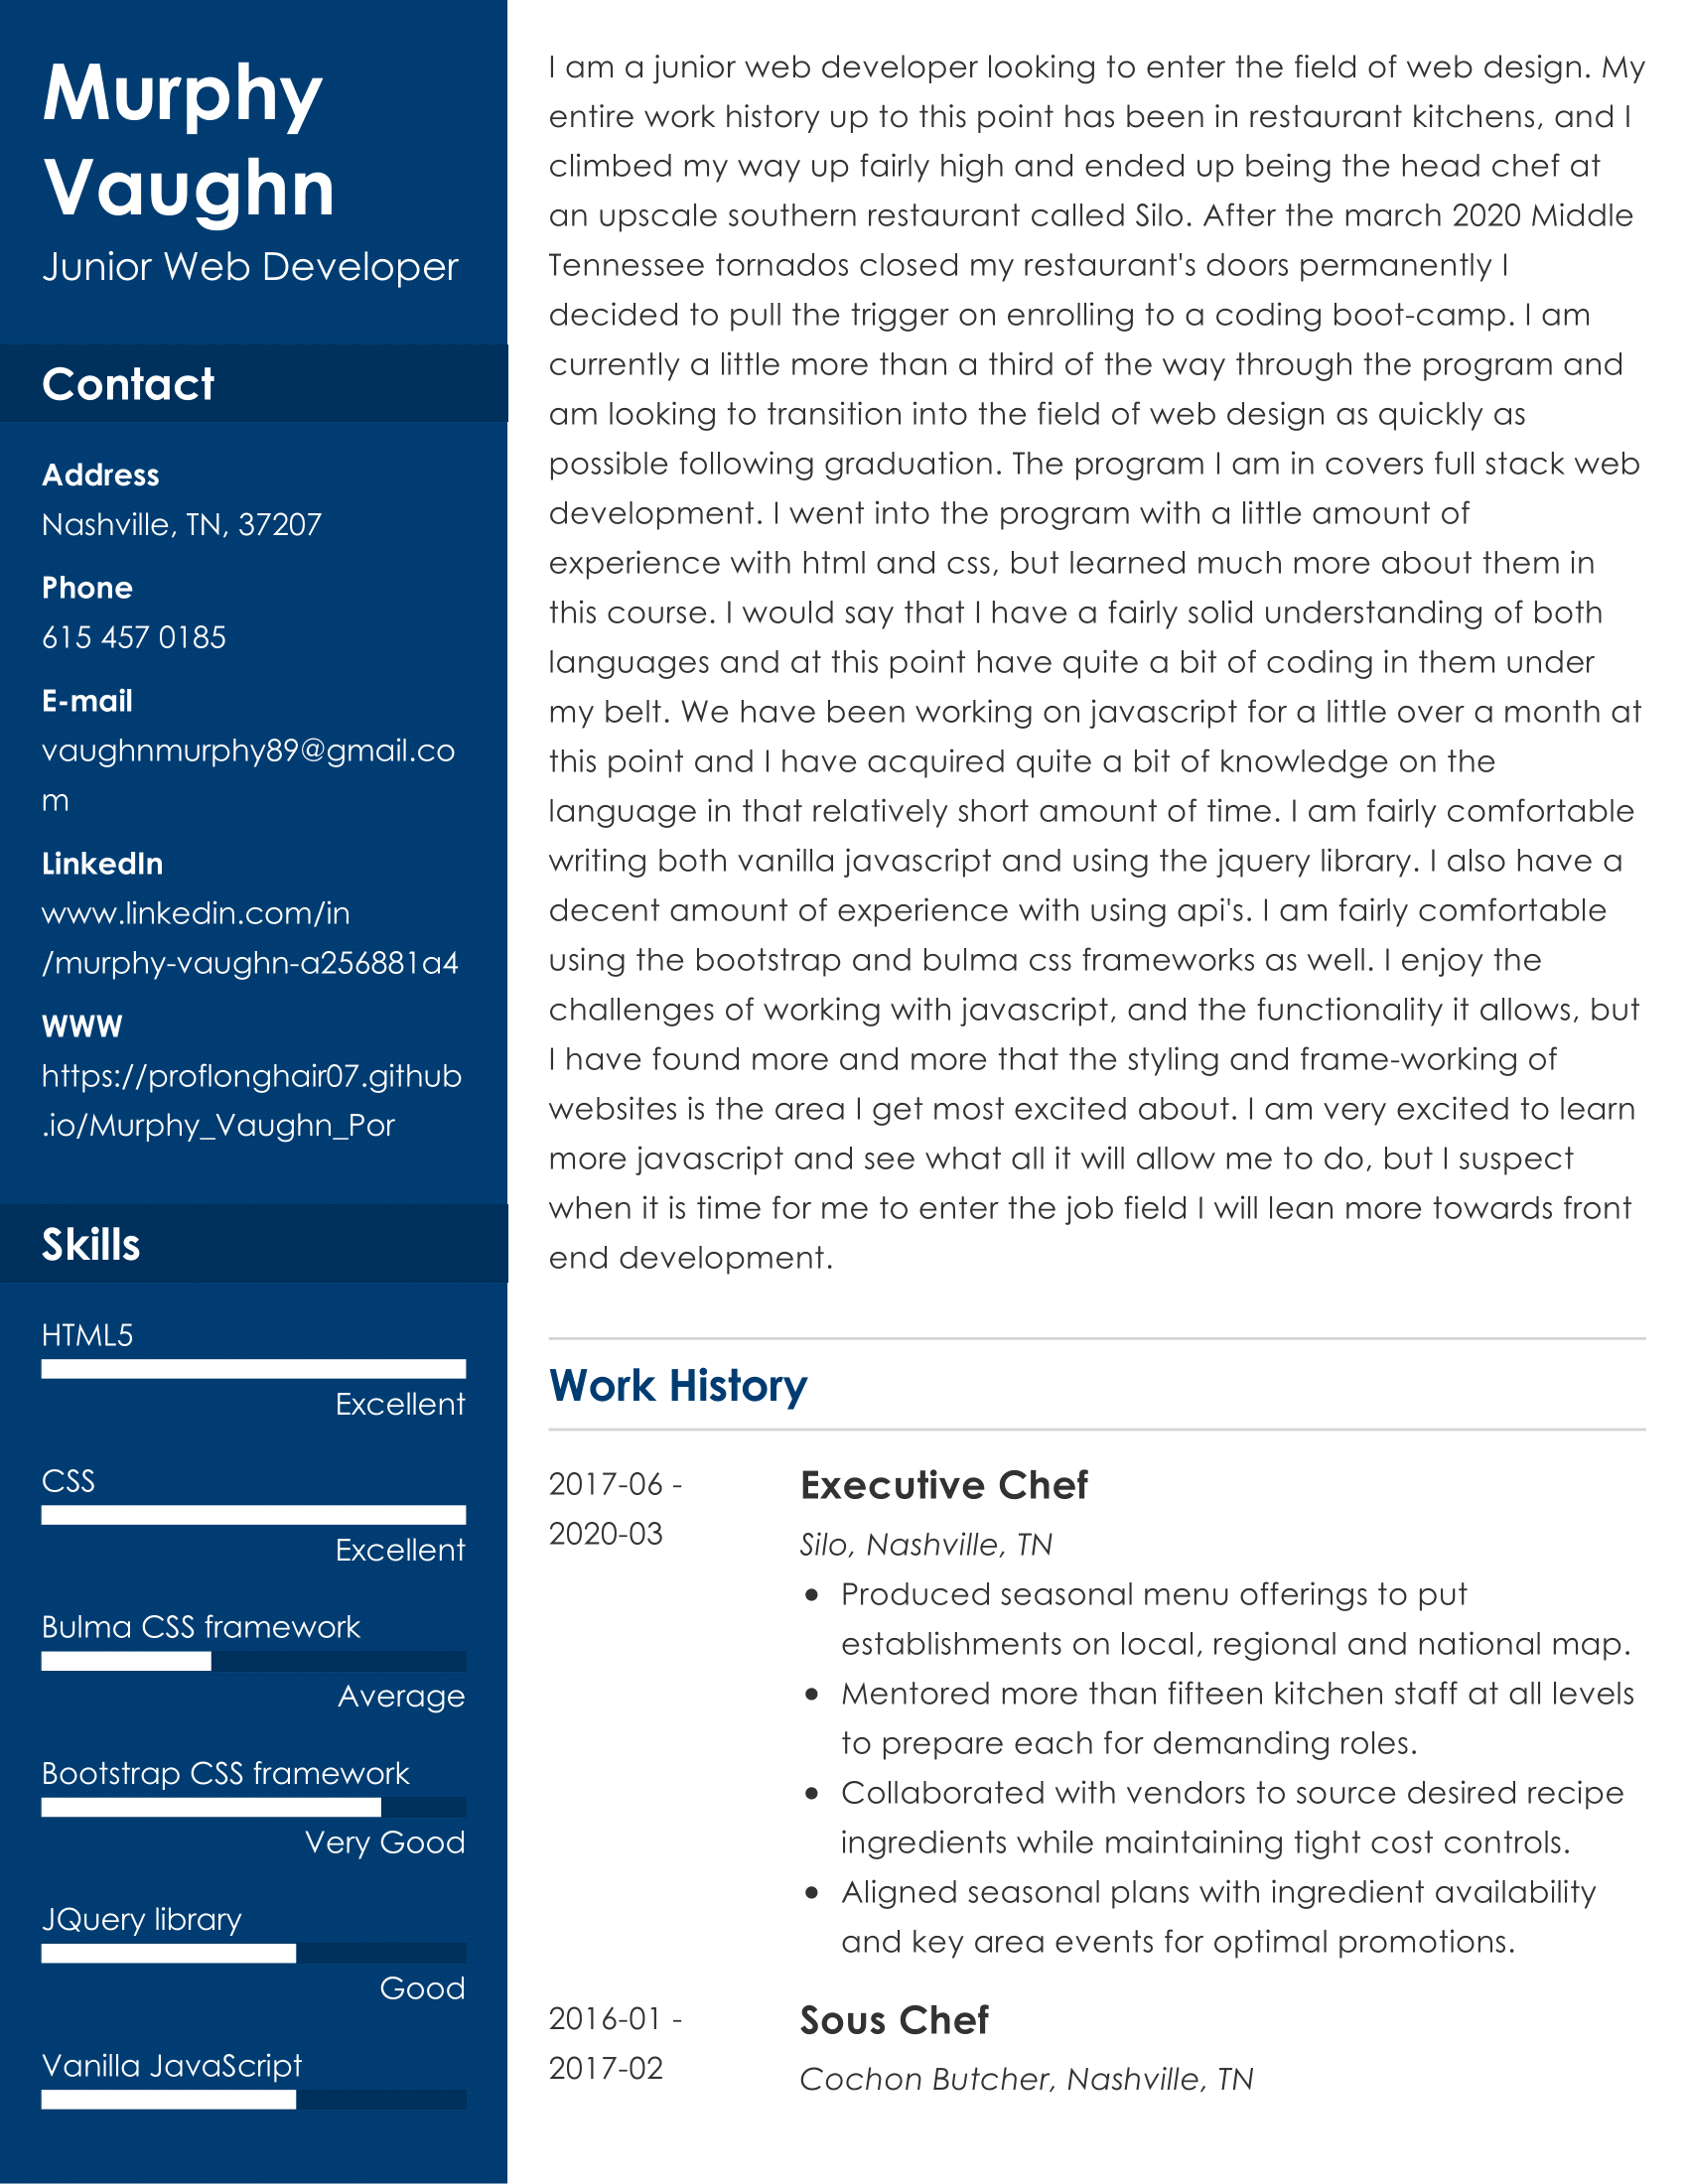 Murphy
Vaughn
Junior Web Developer
Contact
Address
Nashville, TN, 37207
Phone
615 457 0185
E-mail
vaughnmurphy89@gmail.co
m
LinkedIn
www.linkedin.com/in
/murphy-vaughn-a256881a4
WWW
https://proflonghair07.github
.io/Murphy_Vaughn_Por
Skills
HTML5
Excellent
CSS
Excellent
Bulma CSS framework
Average
Bootstrap CSS framework
Very Good
JQuery library
Good
Vanilla JavaScript
I am a junior web developer looking to enter the field of web design. My
entire work history up to this point has been in restaurant kitchens, and I
climbed my way up fairly high and ended up being the head chef at
an upscale southern restaurant called Silo. After the march 2020 Middle
Tennessee tornados closed my restaurant's doors permanently I
decided to pull the trigger on enrolling to a coding boot-camp. I am
currently a little more than a third of the way through the program and
am looking to transition into the field of web design as quickly as
possible following graduation. The program I am in covers full stack web
development. I went into the program with a little amount of
experience with html and css, but learned much more about them in
this course. I would say that I have a fairly solid understanding of both
languages and at this point have quite a bit of coding in them under
my belt. We have been working on javascript for a little over a month at
this point and I have acquired quite a bit of knowledge on the
language in that relatively short amount of time. I am fairly comfortable
writing both vanilla javascript and using the jquery library. I also have a
decent amount of experience with using api's. I am fairly comfortable
using the bootstrap and bulma css frameworks as well. I enjoy the
challenges of working with javascript, and the functionality it allows, but
I have found more and more that the styling and frame-working of
websites is the area I get most excited about. I am very excited to learn
more javascript and see what all it will allow me to do, but I suspect
when it is time for me to enter the job field I will lean more towards front
end development.
Work History
2017-06 -
2020-03
Executive Chef
Silo, Nashville, TN
• Produced seasonal menu offerings to put
establishments on local, regional and national map.
• Mentored more than fifteen kitchen staff at all levels
to prepare each for demanding roles.
• Collaborated with vendors to source desired recipe
ingredients while maintaining tight cost controls.
• Aligned seasonal plans with ingredient availability
and key area events for optimal promotions.
2016-01 -
2017-02
Sous Chef
Cochon Butcher, Nashville, TN